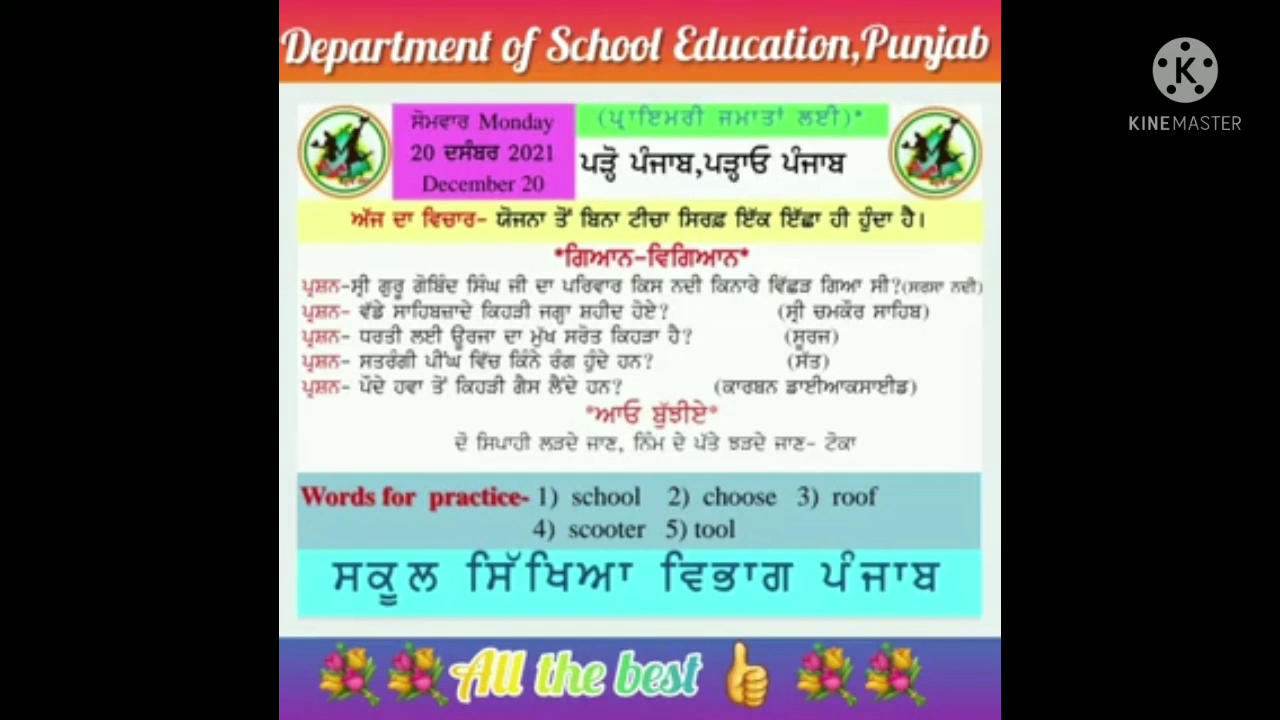 Department of School Education,Punjab
KINEMASTER
ਸੋਮਵਾਰ Monday
20 ਦਸੰਬਰ 2021
December 20
(ਪ੍ਰਾਇਮਰੀ ਜਮਾਤਾਂ ਲਈ)*
ਪੜ੍ਹੋ ਪੰਜਾਬ,ਪੜ੍ਹਾਓ ਪੰਜਾਬ
ਅੱਜ ਦਾ ਵਿਚਾਰ- ਯੋਜਨਾ ਤੋਂ ਬਿਨਾ ਟੀਚਾ ਸਿਰਫ਼ ਇੱਕ ਇੱਛਾ ਹੀ ਹੁੰਦਾ ਹੈ।
*ਗਿਆਨ-ਵਿਗਿਆਨ*
ਪ੍ਰਸ਼ਨ-ਸ੍ਰੀ ਗੁਰੂ ਗੋਬਿੰਦ ਸਿੰਘ ਜੀ ਦਾ ਪਰਿਵਾਰ ਕਿਸ ਨਦੀ ਕਿਨਾਰੇ ਵਿੱਛੜ ਗਿਆ ਸੀ?(ਸਰਸਾ ਨਦੀ)
ਪ੍ਰਸ਼ਨ- ਵੱਡੇ ਸਾਹਿਬਜ਼ਾਦੇ ਕਿਹੜੀ ਜਗ੍ਹਾ ਸ਼ਹੀਦ ਹੋਏ? (ਸ੍ਰੀ ਚਮਕੌਰ ਸਾਹਿਬ)
ਪ੍ਰਸ਼ਨ- ਧਰਤੀ ਲਈ ਊਰਜਾ ਦਾ ਮੁੱਖ ਸਰੋਤ ਕਿਹੜਾ ਹੈ? (ਸੂਰਜ)
ਪ੍ਰਸ਼ਨ- ਸਤਰੰਗੀ ਪੀਂਘ ਵਿੱਚ ਕਿੰਨੇ ਰੰਗ ਹੁੰਦੇ ਹਨ? (ਸੱਤ)
ਪ੍ਰਸ਼ਨ- ਪੌਦੇ ਹਵਾ ਤੋਂ ਕਿਹੜੀ ਗੈਸ ਲੈਂਦੇ ਹਨ? (ਕਾਰਬਨ ਡਾਈਆਕਸਾਈਡ)
*ਆਓ ਬੁੱਝੀਏ*
ਦੋ ਸਿਪਾਹੀ ਲੜਦੇ ਜਾਣ, ਨਿੰਮ ਦੇ ਪੱਤੇ ਝੜਦੇ ਜਾਣ- ਟੋਕਾ
Words for practice- 1) school 2) choose 3) roof
4) scooter 5) tool
ਸਕੂਲ ਸਿੱਖਿਆ ਵਿਭਾਗ ਪੰਜਾਬ
All the best